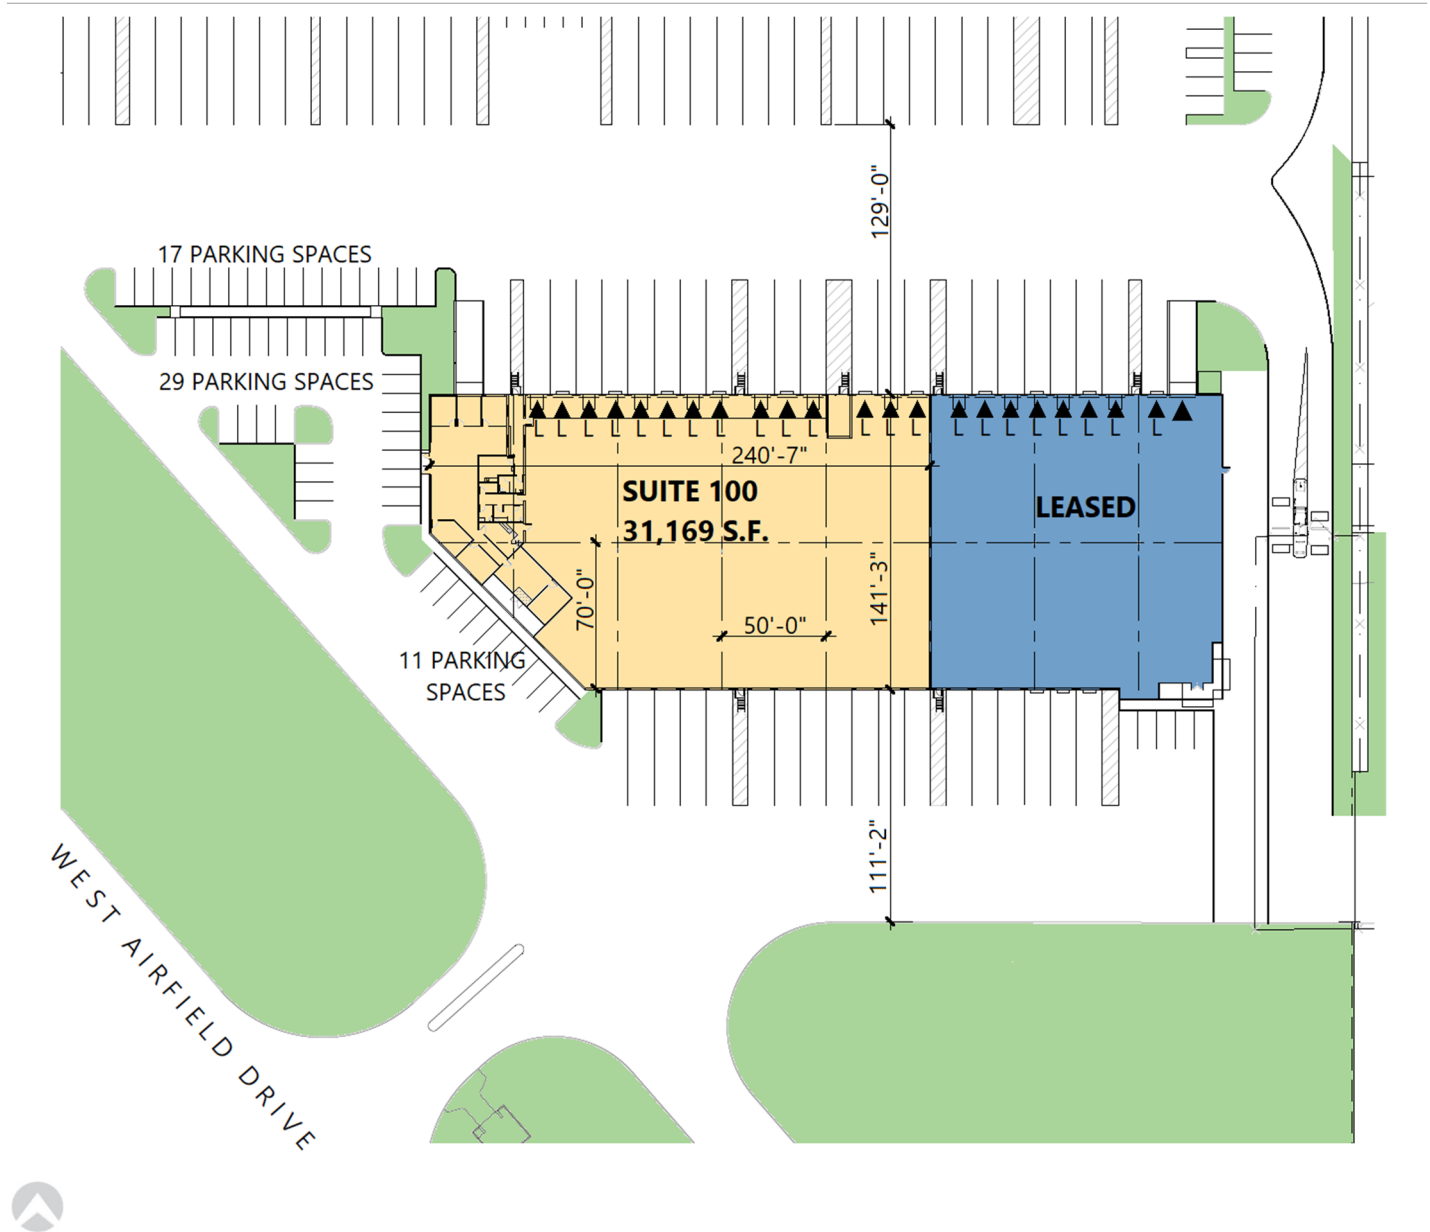 129'-0"
17 PARKING SPACES
29 PARKING SPACES
L L L L L L L L L L L L L L L L L L L L L L L L
240'-7"
SUITE 100
31,169 S.F.
LEASED
70'-0"
141'-3"
50'-0"
11 PARKING
SPACES
111'-2"
WEST AIRFIELD DRIVE